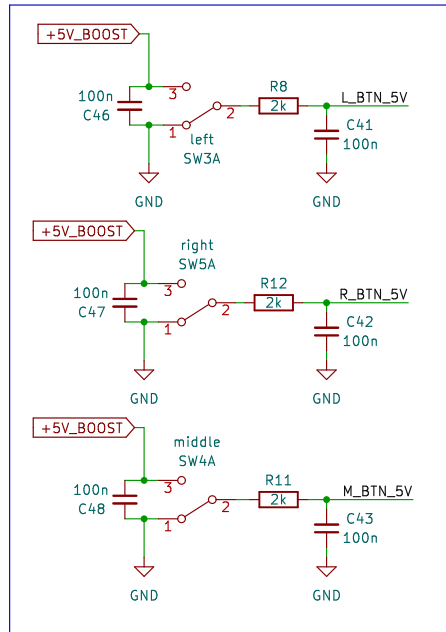 +5V_BOOST
100n
C46
3
1
2
left
SW3A
R8
2k
L_BTN_5V
C41
100n
GND
GND
+5V_BOOST
right
SW5A
100n
C47
3
1
2
R12
2k
R_BTN_5V
C42
100n
GND
GND
+5V_BOOST
middle
SW4A
100n
C48
3
1
2
R11
2k
M_BTN_5V
C43
100n
GND
GND